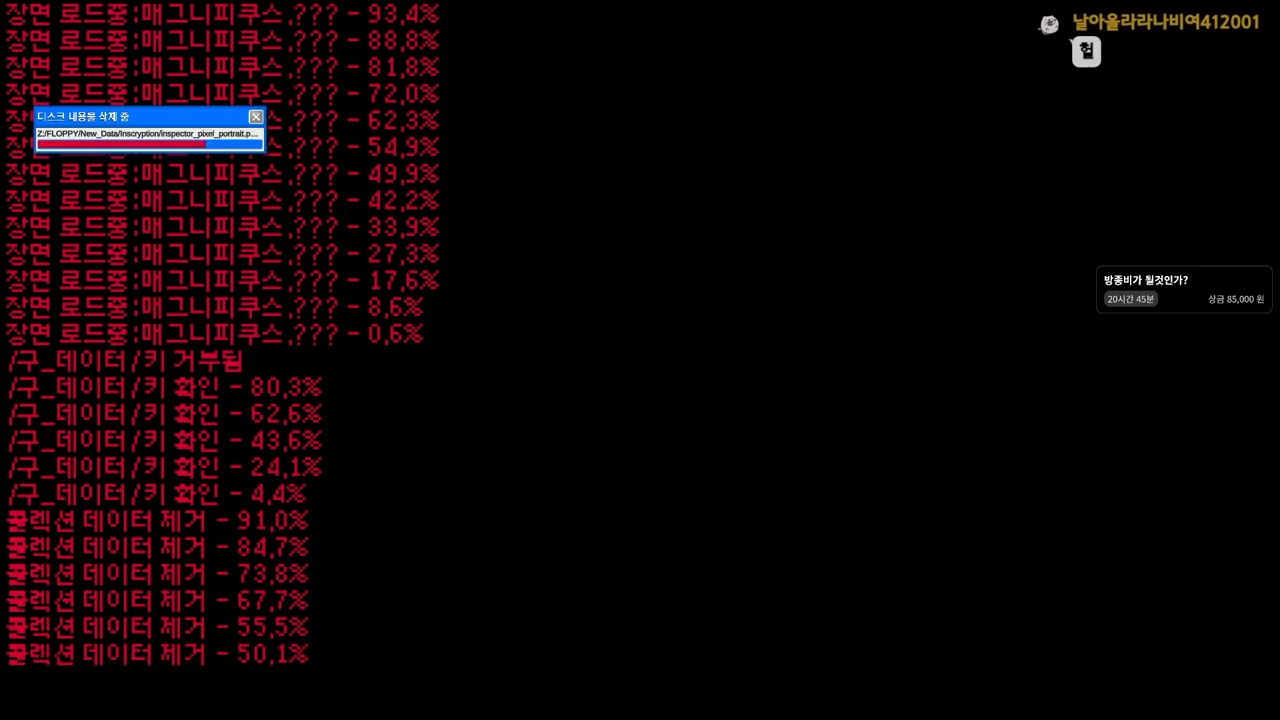 장면 로드중:매그니피쿠스,??? - 93,4%
장면 로드중:매그니피쿠스,??? - 88,8%
장면 로드중:매그니피쿠스,??? - 81,8%
장면 로드중:매그니피쿠스,??? - 72,0%
디스크 내용물 삭제 중
Z:/FLOPPY/New_Data/Inscryption/inspector_pixel_portrait.p...
장면 스,??? - 62,3%
장면 스,??? - 54,9%
장면 로드중:매그니피쿠스,??? - 49,9%
장면 로드중:매그니피쿠스,??? - 42,2%
장면 로드중:매그니피쿠스,??? - 33,9%
장면 로드중:매그니피쿠스,??? - 27,3%
장면 로드중:매그니피쿠스,??? - 17,6%
장면 로드중:매그니피쿠스,??? - 8,6%
장면 로드중:매그니피쿠스,??? - 0,6%
/구_데이터/키 거부됨
/구_데이터/키 확인 - 80,3%
/구_데이터/키 확인 - 62,6%
/구_데이터/키 확인 - 43,6%
/구_데이터/키 확인 - 24,1%
/구_데이터/키 확인 - 4,4%
콜렉션 데이터 제거 - 91,0%
콜렉션 데이터 제거 - 84,7%
콜렉션 데이터 제거 - 73,8%
콜렉션 데이터 제거 - 67,7%
콜렉션 데이터 제거 - 55,5%
콜렉션 데이터 제거 - 50,1%
날아올라라나비여412001
헐
방종비가 될것인가?
20시간 45분 상금 85,000 원